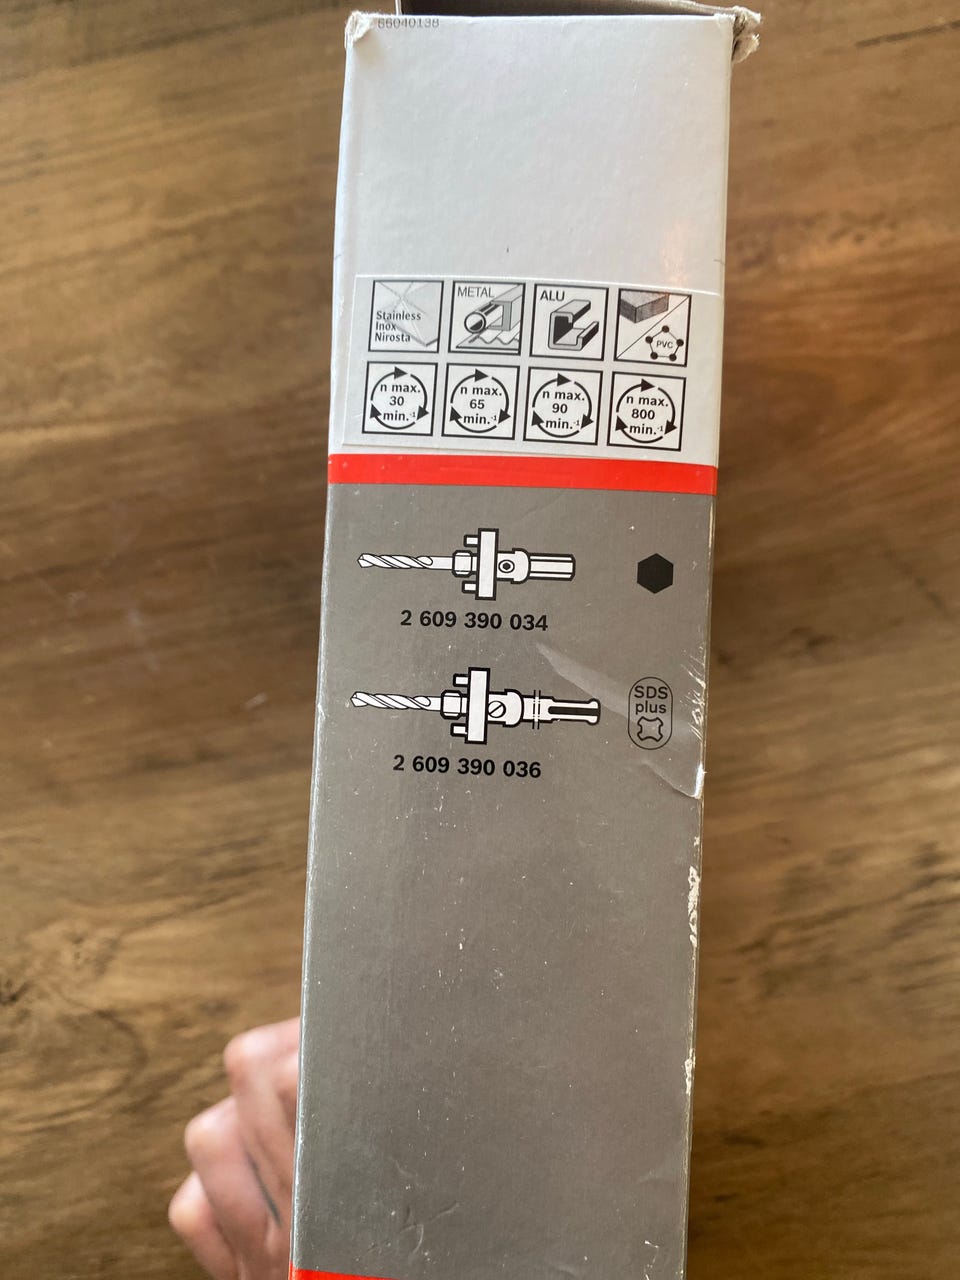 66040138
Stainless
Inox
Nirosta
METAL
ALU
PVC
n max.
30
min.-1
n max.
65
min.-1
n max.
90
min.-1
n max.
800
min.-1
2 609 390 034
SDS
plus
2 609 390 036